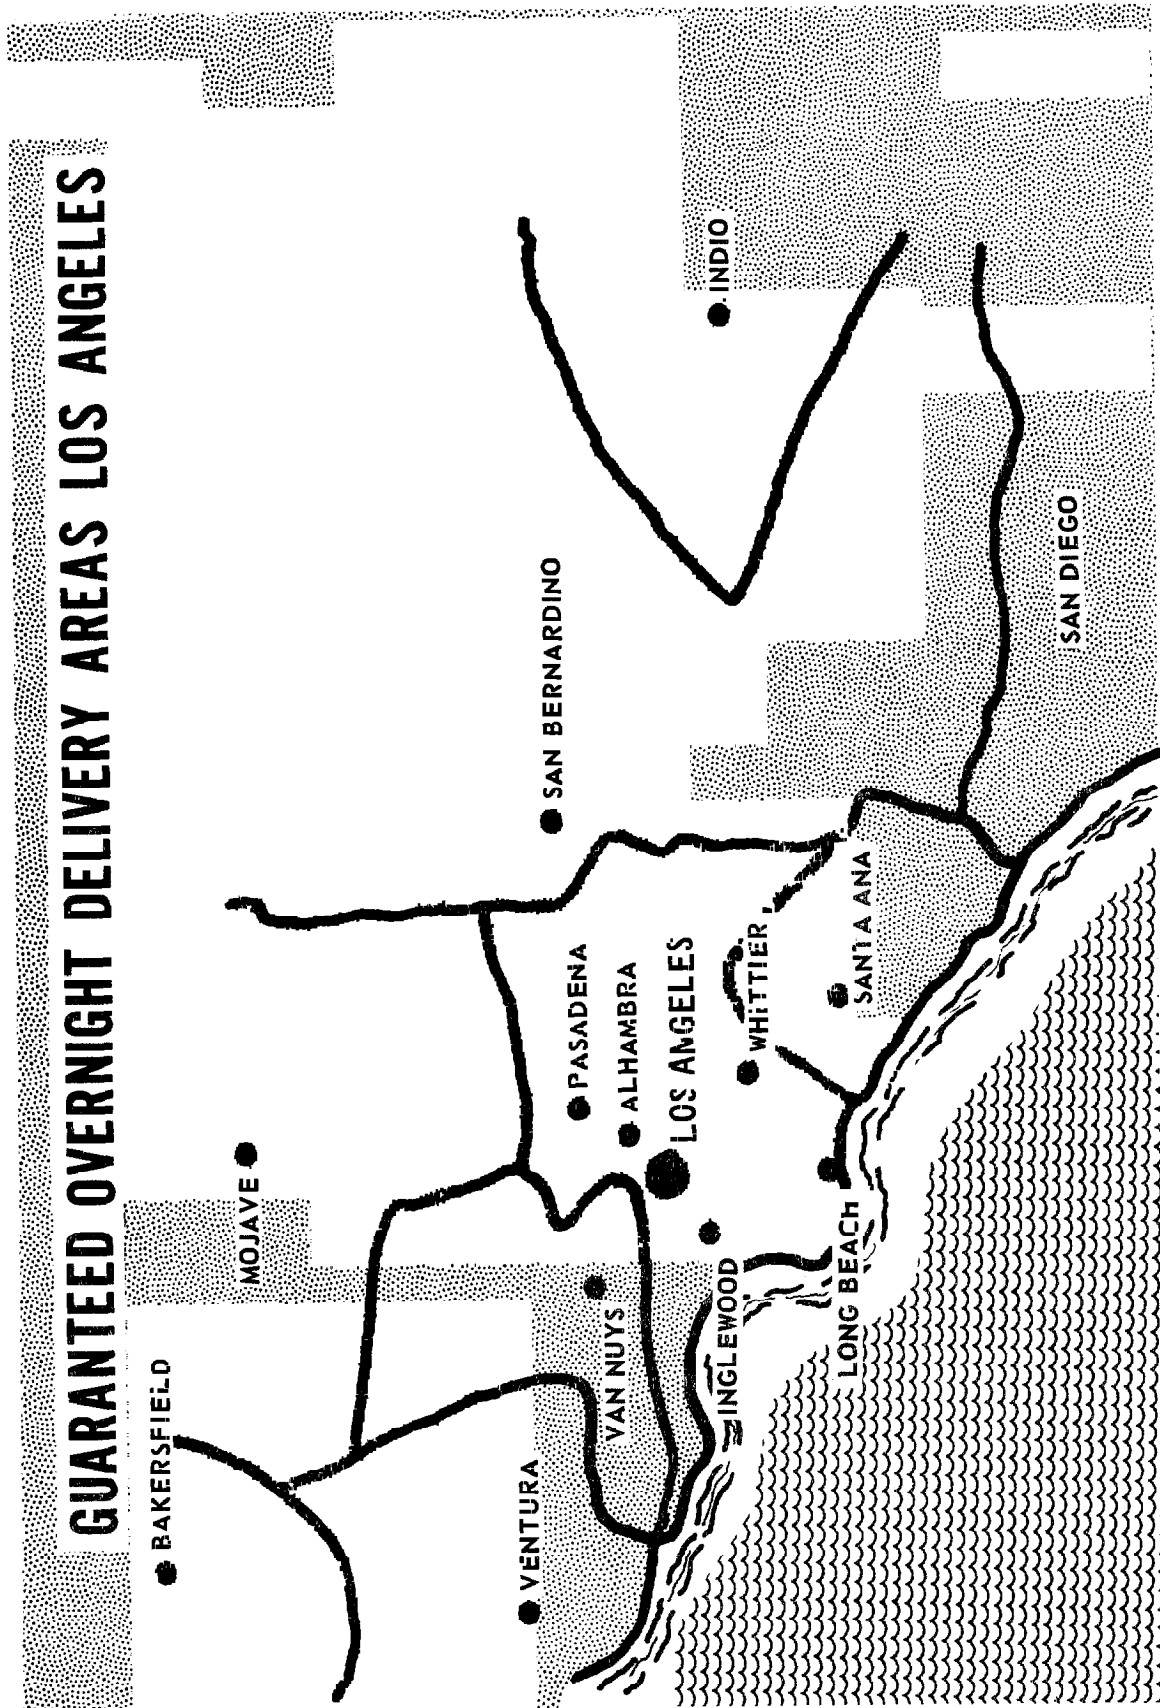 GUARANTEED OVERNIGHT DELIVERY AREAS LOS ANGELES
BAKERSFIELD
MOJAVE
VENTURA
SAN BERNARDINO
VAN NUYS
PASADENA
ALHAMBRA
LOS ANGELES
INGLEWOOD
WHITTIER
INDIO
LONG BEACH
SANTA ANA
SAN DIEGO